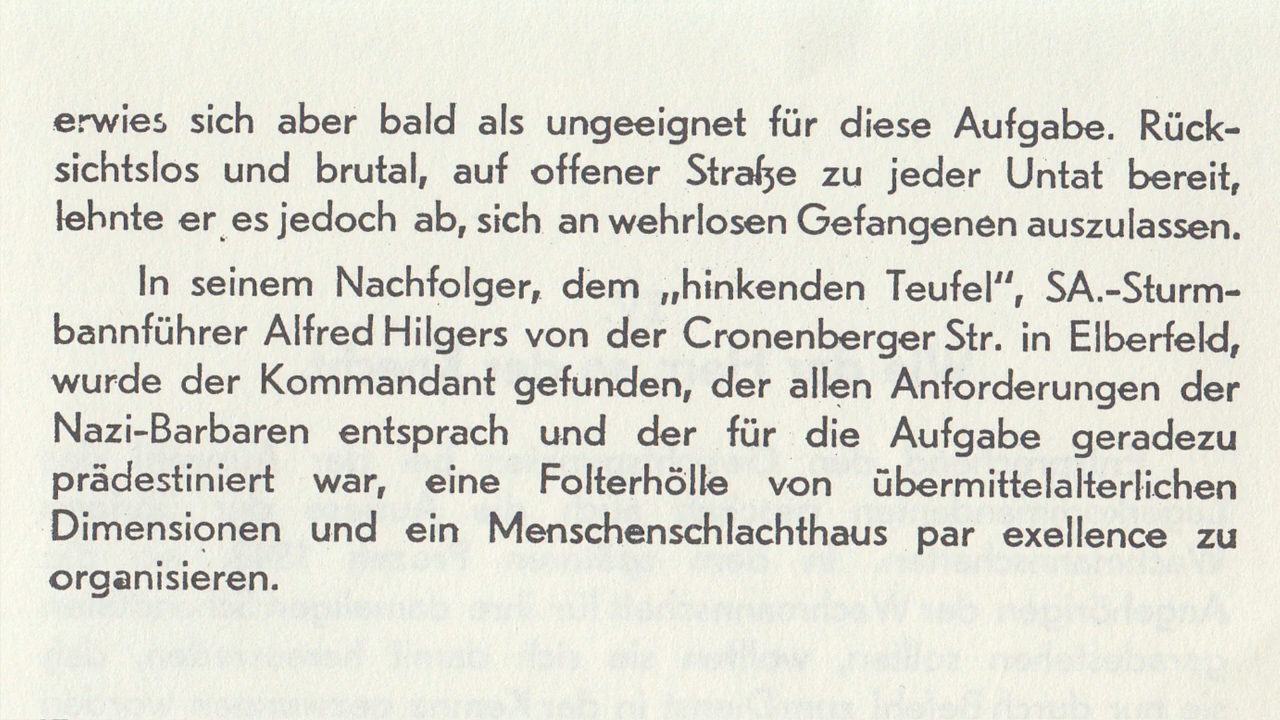 erwies sich aber bald als ungeeignet für diese Aufgabe. Rück-
sichtslos und brutal, auf offener Straße zu jeder Untat bereit,
lehnte er es jedoch ab, sich an wehrlosen Gefangenen auszulassen.
In seinem Nachfolger, dem „hinkenden Teufel“, SA.-Sturm-
bannführer Alfred Hilgers von der Cronenberger Str. in Elberfeld,
wurde der Kommandant gefunden, der allen Anforderungen der
Nazi-Barbaren entsprach und der für die Aufgabe geradezu
prädestiniert war, eine Folterhölle von übermittelalterlichen
Dimensionen und ein Menschenschlachthaus par exellence zu
organisieren.